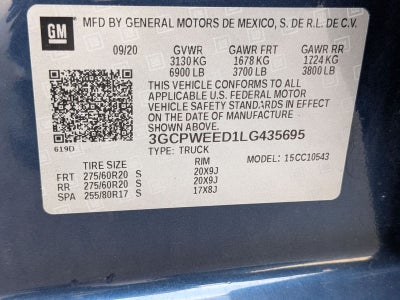 GM
MFD BY GENERAL MOTORS DE MEXICO, S. DE R.L. DE C.V.
09/20 GVWR GAWR FRT GAWR RR
3130 KG 1678 KG 1724 KG
6900 LB 3700 LB 3800 LB
THIS VEHICLE CONFORMS TO ALL
APPLICABLE U.S. FEDERAL MOTOR
VEHICLE SAFETY STANDARDS IN EFFECT
ON THE DATE OF MANUFACTURE SHOWN
ABOVE.
619D
3GCPWEED1LG435695
TYPE: TRUCK
MODEL: 15CC10543
TIRE SIZE RIM
FRT 275/60R20 S 20X9J
RR 275/60R20 S 20X9J
SPA 255/80R17 S 17X8J